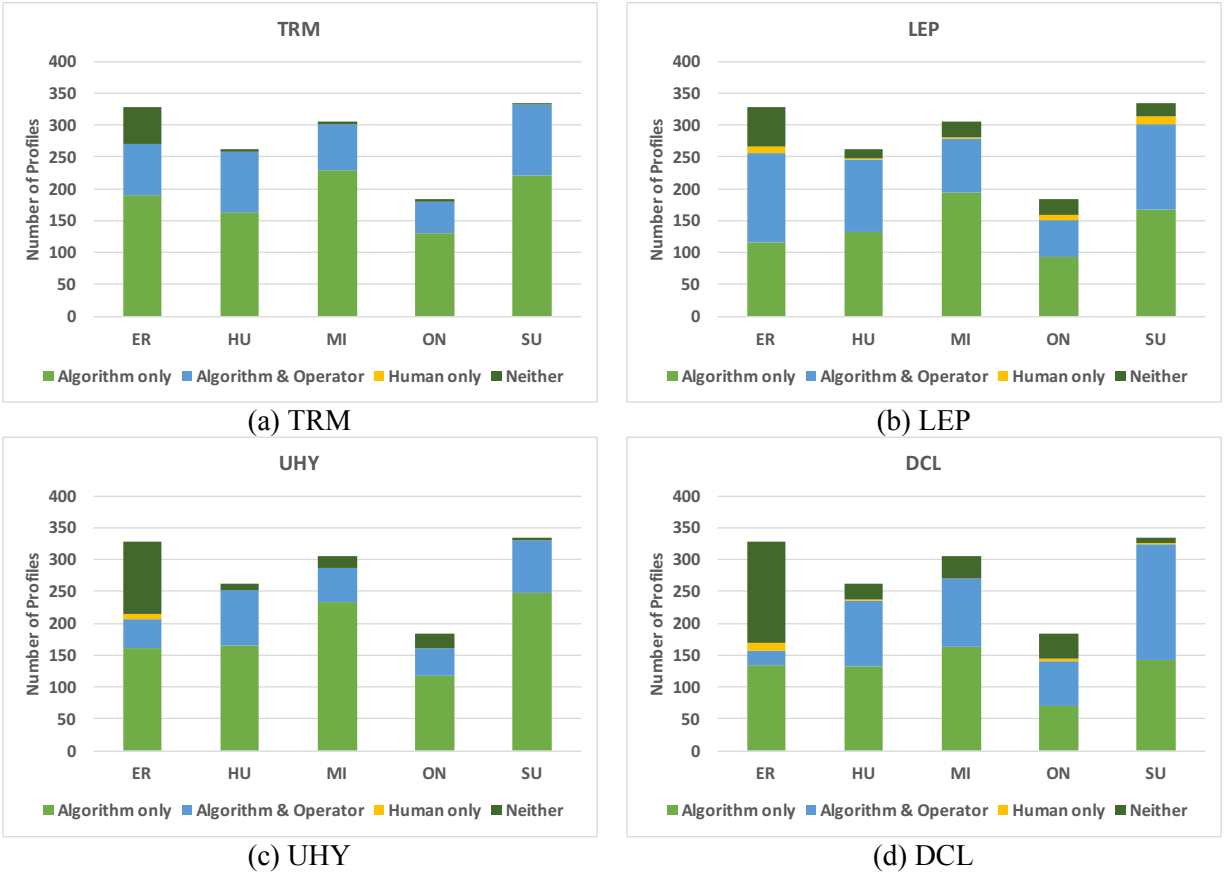 TRM
Number of Profiles
400
350
300
250
200
150
100
50
0
ER HU MI ON SU
Algorithm only Algorithm & Operator Human only Neither
(a) TRM
LEP
Number of Profiles
400
350
300
250
200
150
100
50
0
ER HU MI ON SU
Algorithm only Algorithm & Operator Human only Neither
(b) LEP
UHY
Number of Profiles
400
350
300
250
200
150
100
50
0
ER HU MI ON SU
Algorithm only Algorithm & Operator Human only Neither
(c) UHY
DCL
Number of Profiles
400
350
300
250
200
150
100
50
0
ER HU MI ON SU
Algorithm only Algorithm & Operator Human only Neither
(d) DCL